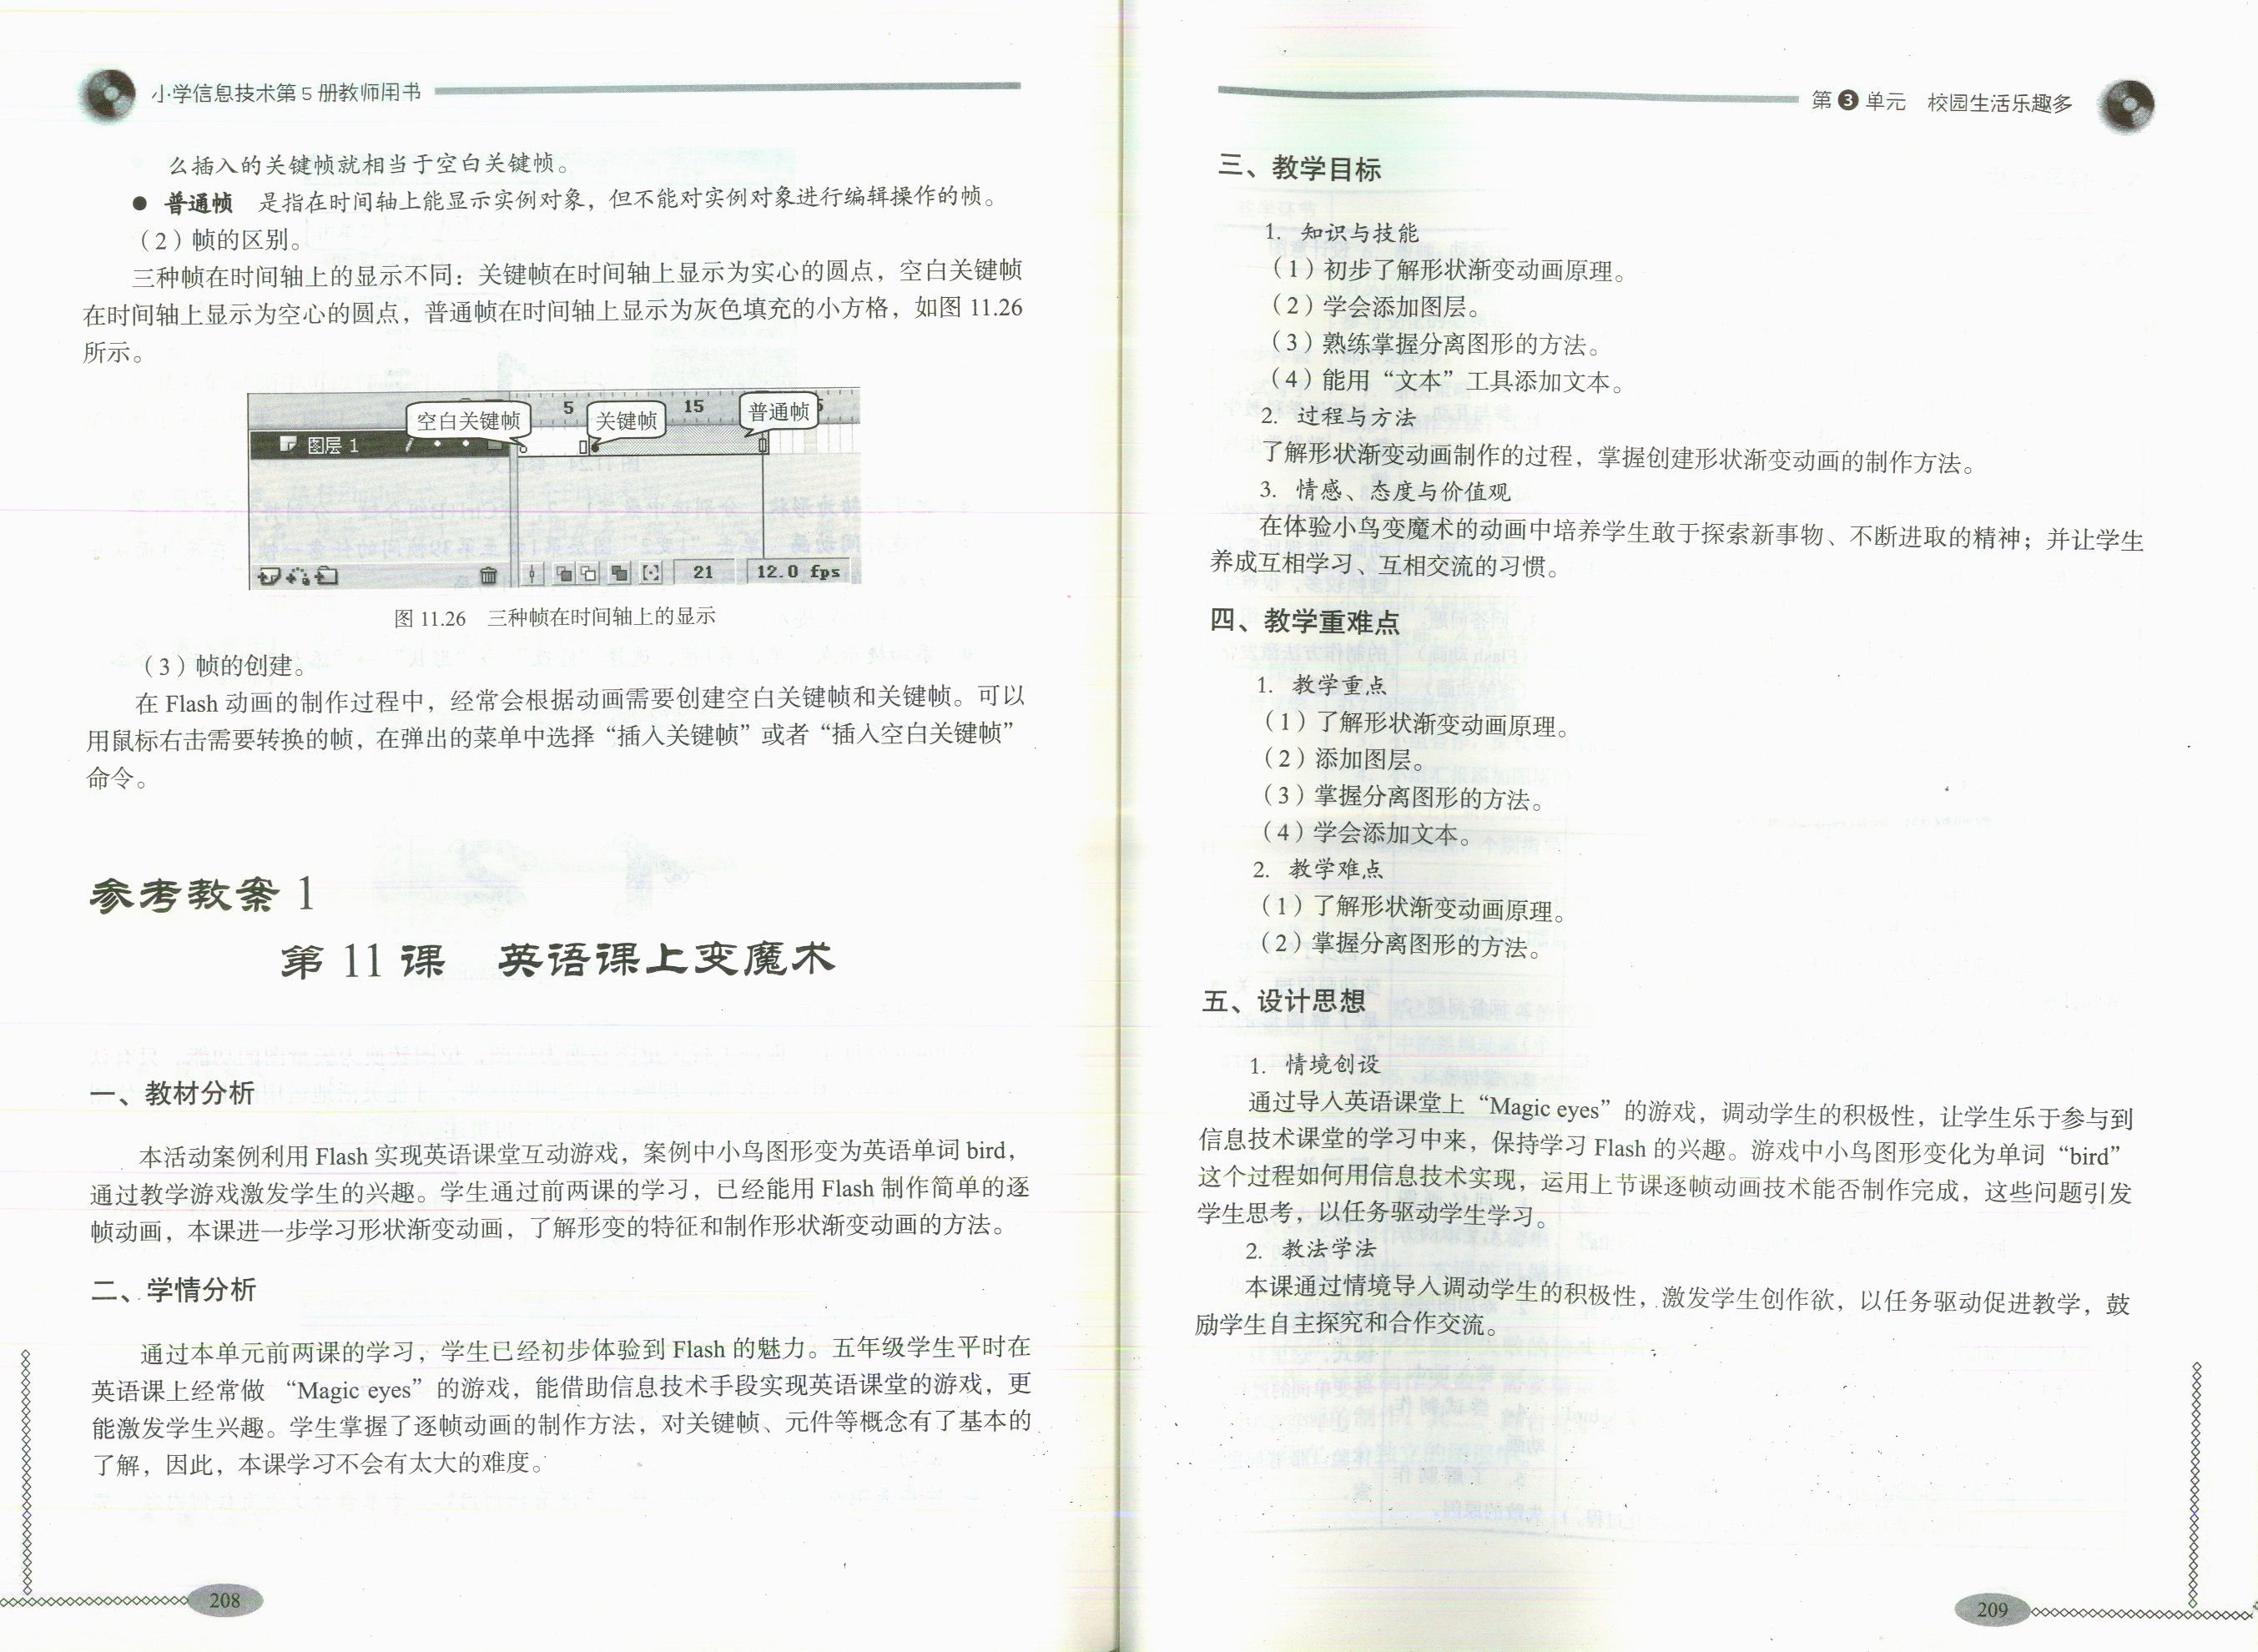 小学信息技术第5册教师用书
么插入的关键帧就相当于空白关键帧。
● 普通帧 是指在时间轴上能显示实例对象，但不能对实例对象进行编辑操作的帧。
（2）帧的区别。
三种帧在时间轴上的显示不同：关键帧在时间轴上显示为实心的圆点，空白关键帧
在时间轴上显示为空心的圆点，普通帧在时间轴上显示为灰色填充的小方格，如图 11.26
所示。
空白关键帧 5 关键帧 15 普通帧
图层 1
21 12.0 fps
图 11.26 三种帧在时间轴上的显示
（3）帧的创建。
在 Flash 动画的制作过程中，经常会根据动画需要创建空白关键帧和关键帧。可以
用鼠标右击需要转换的帧，在弹出的菜单中选择“插入关键帧”或者“插入空白关键帧”
命令。
参考教案 1
第 11 课 英语课上变魔术
一、教材分析
本活动案例利用 Flash 实现英语课堂互动游戏，案例中小鸟图形变为英语单词 bird，
通过教学游戏激发学生的兴趣。学生通过前两课的学习，已经能用 Flash 制作简单的逐
帧动画，本课进一步学习形状渐变动画，了解形变的特征和制作形状渐变动画的方法。
二、学情分析
通过本单元前两课的学习，学生已经初步体验到 Flash 的魅力。五年级学生平时在
英语课上经常做 “Magic eyes” 的游戏，能借助信息技术手段实现英语课堂的游戏，更
能激发学生兴趣。学生掌握了逐帧动画的制作方法，对关键帧、元件等概念有了基本的
了解，因此，本课学习不会有太大的难度。
208
第 3 单元 校园生活乐趣多
三、教学目标
1. 知识与技能
（1）初步了解形状渐变动画原理。
（2）学会添加图层。
（3）熟练掌握分离图形的方法。
（4）能用“文本”工具添加文本。
2. 过程与方法
了解形状渐变动画制作的过程，掌握创建形状渐变动画的制作方法。
3. 情感、态度与价值观
在体验小鸟变魔术的动画中培养学生敢于探索新事物、不断进取的精神；并让学生
养成互相学习、互相交流的习惯。
四、教学重难点
1. 教学重点
（1）了解形状渐变动画原理。
（2）添加图层。
（3）掌握分离图形的方法。
（4）学会添加文本。
2. 教学难点
（1）了解形状渐变动画原理。
（2）掌握分离图形的方法。
五、设计思想
1. 情境创设
通过导入英语课堂上“Magic eyes”的游戏，调动学生的积极性，让学生乐于参与到
信息技术课堂的学习中来，保持学习 Flash 的兴趣。游戏中小鸟图形变化为单词“bird”
这个过程如何用信息技术实现，运用上节课逐帧动画技术能否制作完成，这些问题引发
学生思考，以任务驱动学生学习。
2. 教法学法
本课通过情境导入调动学生的积极性，激发学生创作欲，以任务驱动促进教学，鼓
励学生自主探究和合作交流。
209